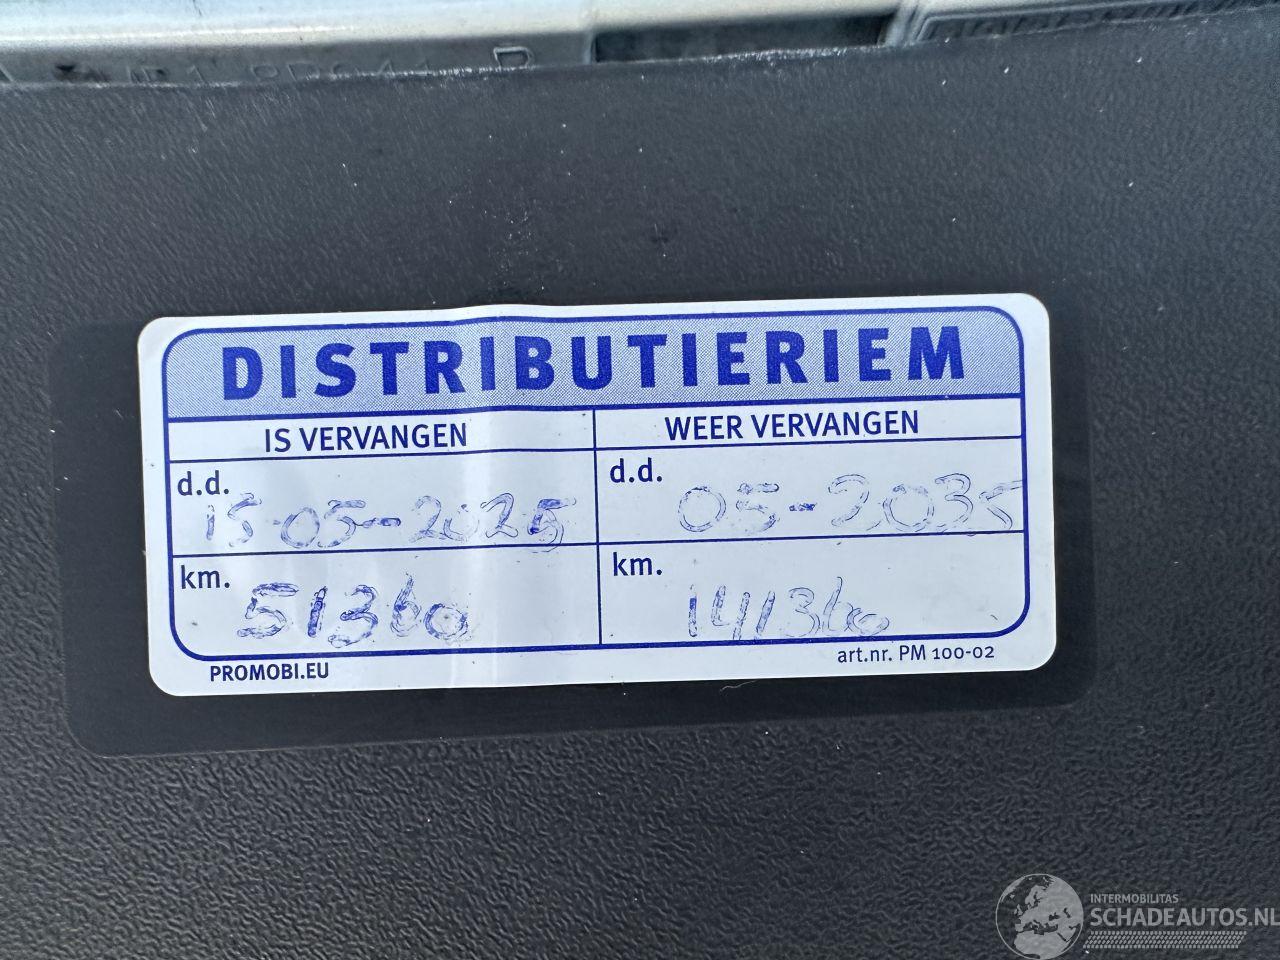 DISTRIBUTIERIEM
IS VERVANGEN
WEER VERVANGEN
d.d. 15-05-2025
d.d. 05-2035
km. 51360
km. 141360
PROMOBI.EU
art.nr. PM 100-02
INTERMOBILITAS
SCHADEAUTOS.NL